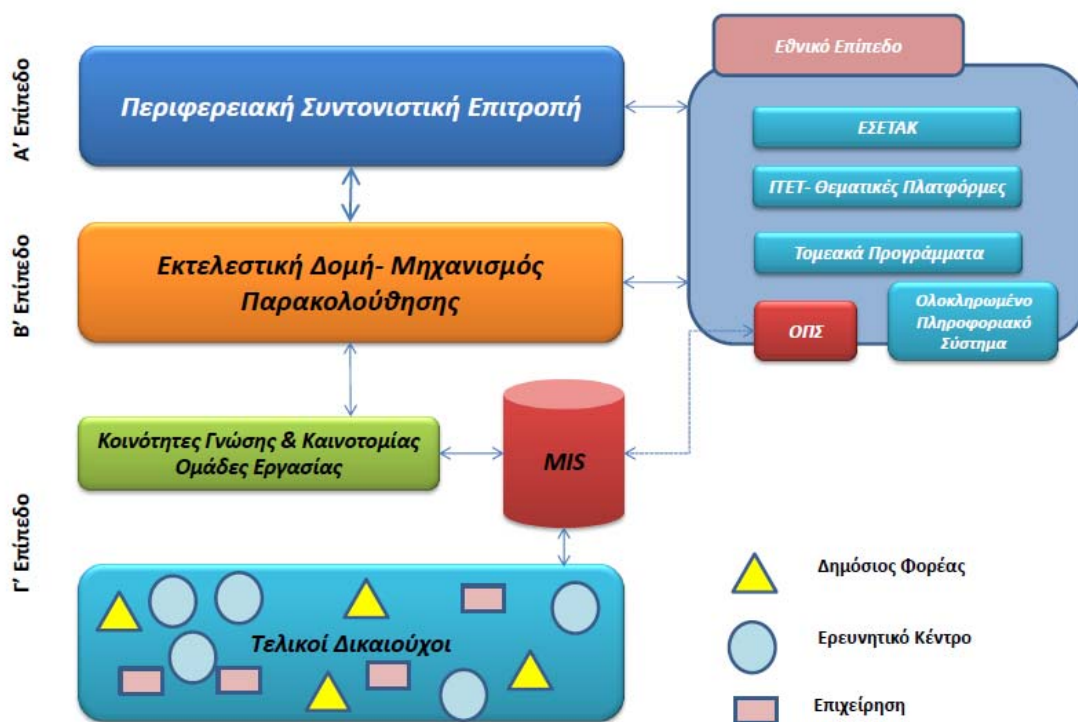 Εθνικό Επίπεδο
Α’ Επίπεδο
Περιφερειακή Συντονιστική Επιτροπή
ΕΣΕΤΑΚ
ΓΓΕΤ- Θεματικές Πλατφόρμες
Β’ Επίπεδο
Εκτελεστική Δομή- Μηχανισμός
Παρακολούθησης
Τομεακά Προγράμματα
ΟΠΣ
Ολοκληρωμένο
Πληροφοριακό
Σύστημα
Γ’ Επίπεδο
Κοινότητες Γνώσης & Καινοτομίας
Ομάδες Εργασίας
MIS
Τελικοί Δικαιούχοι
Δημόσιος Φορέας
Ερευνητικό Κέντρο
Επιχείρηση